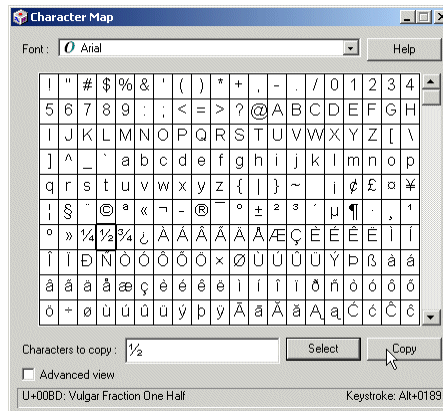 Character Map
Font : O Arial Help
! " # $ % & ' ( ) * + , - . / 0 1 2 3 4
5 6 7 8 9 : ; < = > ? @ A B C D E F G H
I J K L M N O P Q R S T U V W X Y Z [ \
] ^ _ ` a b c d e f g h i j k l m n o p
q r s t u v w x y z { | } ~ ¡ ¢ £ ¤ ¥
¦ § ¨ © ª « ¬ - ® ¯ ° ± ² ³ ´ µ ¶ · ¸ ¹
º » ¼ ½ ¾ ¿ À Á Â Ã Ä Å Æ Ç È É Ê Ë Ì Í
Î Ï Ð Ñ Ò Ó Ô Õ Ö × Ø Ù Ú Û Ü Ý Þ ß à á
â ã ä å æ ç è é ê ë ì í î ï ð ñ ò ó ô õ
ö ÷ ø ù ú û ü ý þ ÿ Ā ā Ă ă Ą ą Ć ć Ĉ ĉ
Characters to copy : ½ Select Copy
Advanced view
U+00BD: Vulgar Fraction One Half Keystroke: Alt+0189